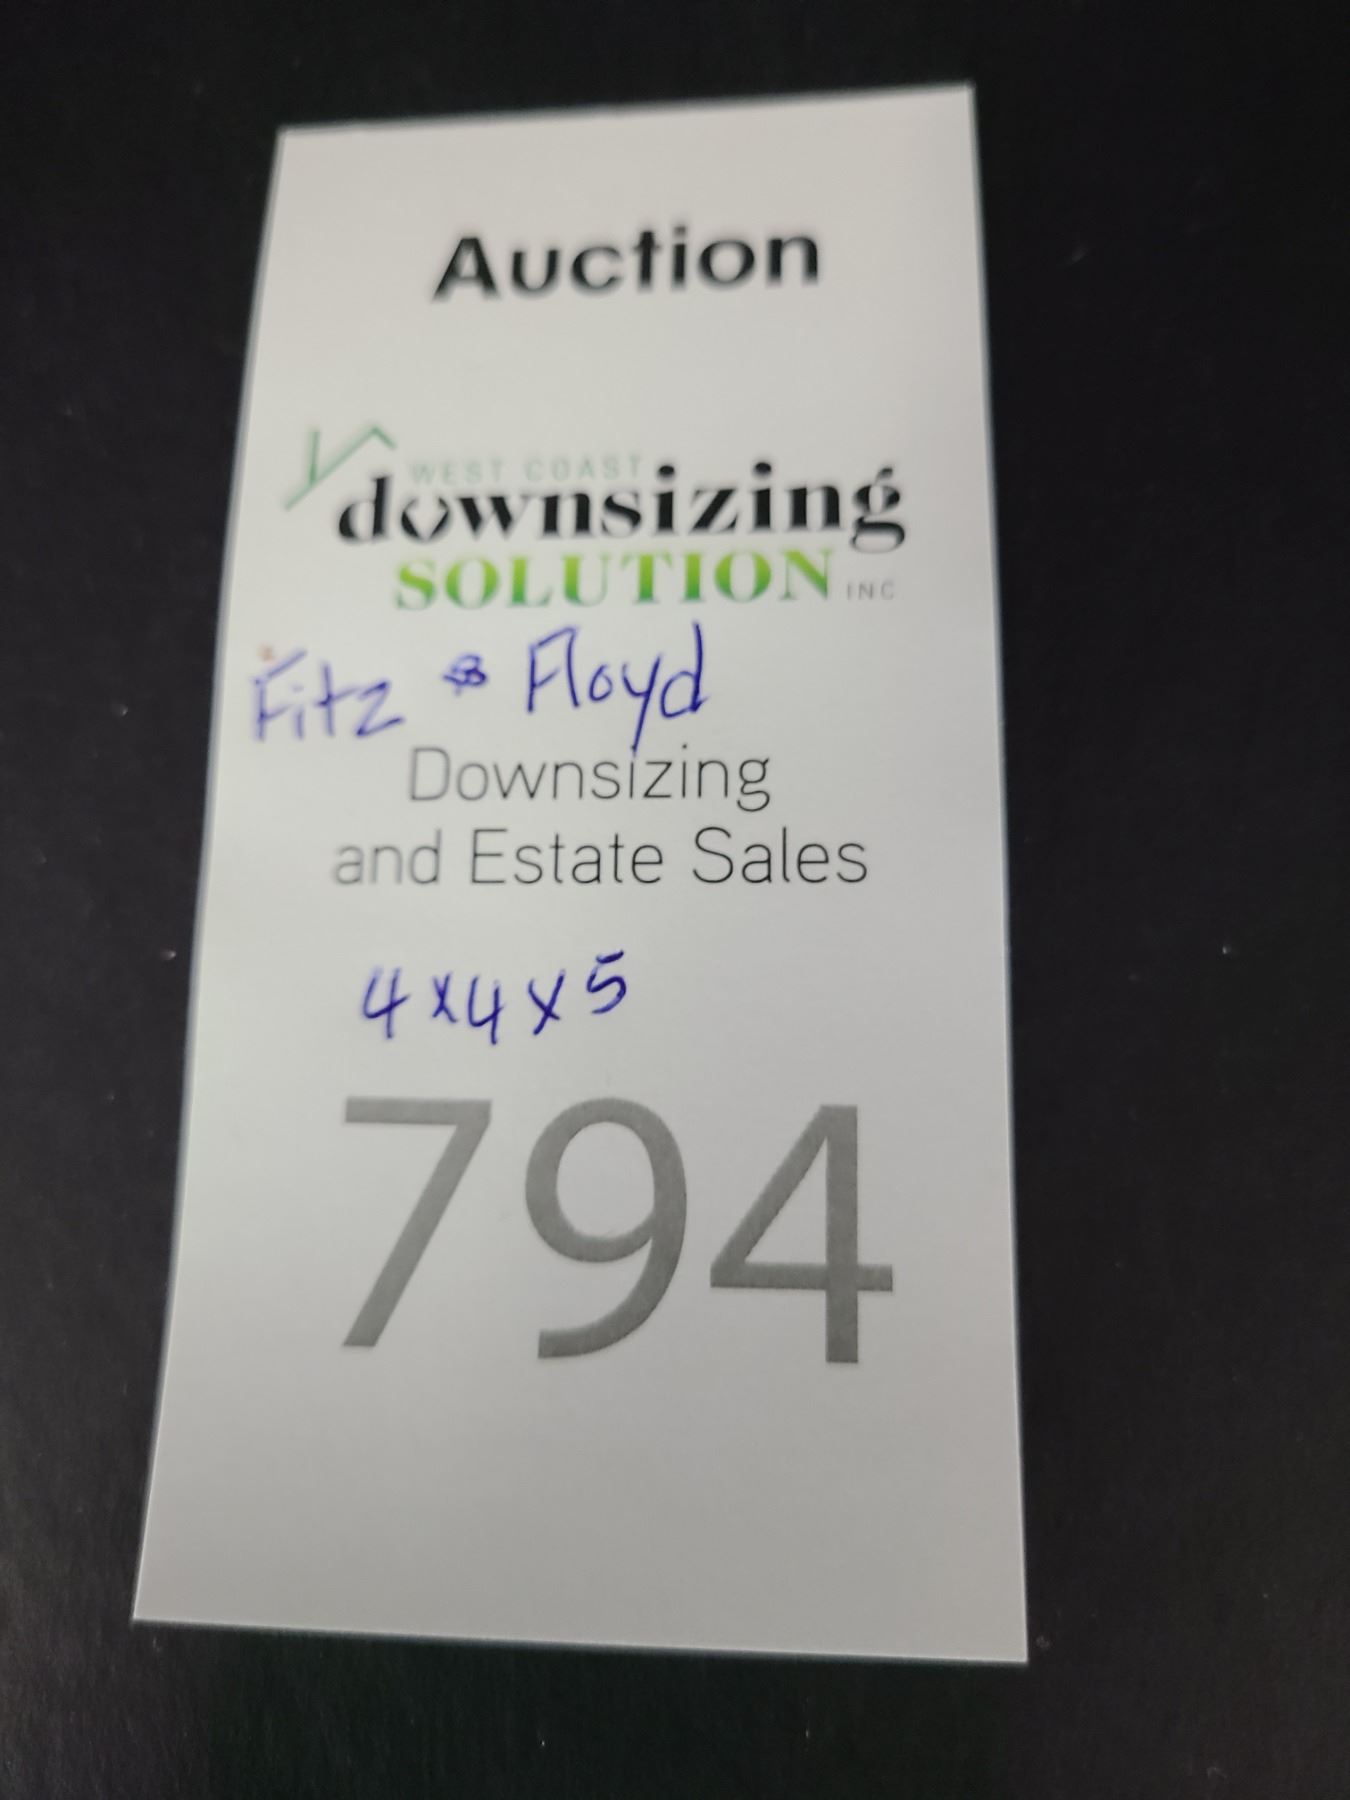 Auction
WEST COAST
downsizing
SOLUTION INC
Fitz & Floyd
Downsizing
and Estate Sales
4x4x5
794